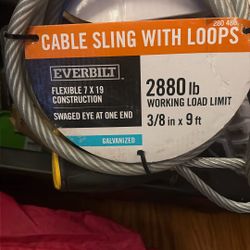 280 486
CABLE SLING WITH LOOPS
EVERBILT
FLEXIBLE 7 X 19
CONSTRUCTION
SWAGED EYE AT ONE END
2880 lb
WORKING LOAD LIMIT
3/8 in x 9 ft
GALVANIZED